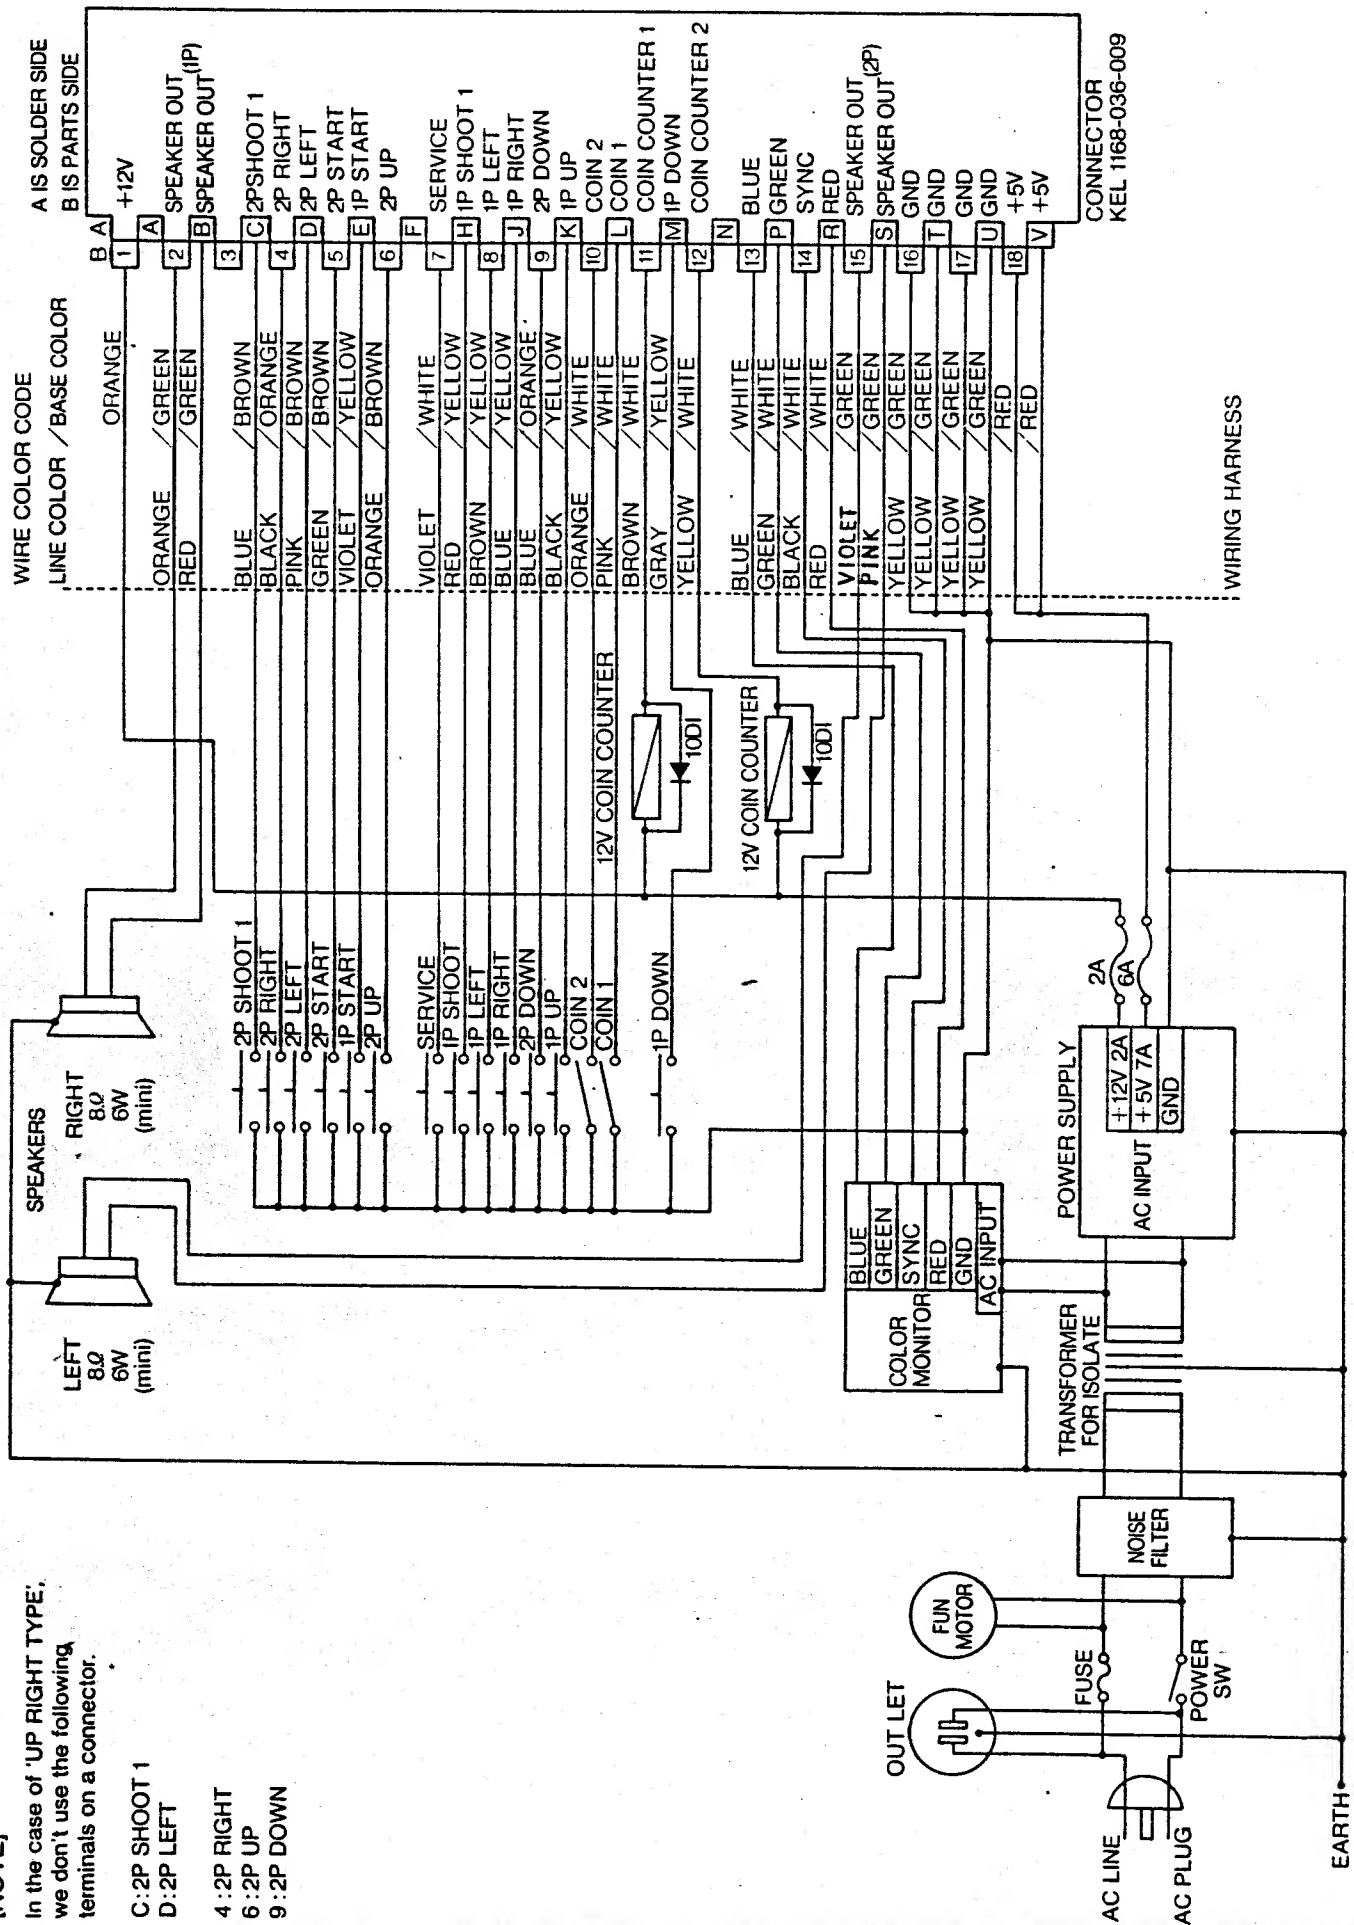 [NOTE]
In the case of 'UP RIGHT TYPE',
we don't use the following
terminals on a connector.
C:2P SHOOT 1
D:2P LEFT
4:2P RIGHT
6:2P UP
9:2P DOWN
WIRE COLOR CODE
LINE COLOR / BASE COLOR
A IS SOLDER SIDE
B IS PARTS SIDE
B A
ORANGE 1 +12V
A
ORANGE /GREEN 2 SPEAKER OUT
RED /GREEN B SPEAKER OUT (1P)
3
BLUE /BROWN C 2PSHOOT 1
BLACK /ORANGE 4 2P RIGHT
PINK /BROWN D 2P LEFT
GREEN /BROWN 5 2P START
VIOLET /YELLOW E 1P START
ORANGE /BROWN 6 2P UP
F
VIOLET /WHITE 7 SERVICE
RED /YELLOW H 1P SHOOT 1
BROWN /YELLOW 8 1P LEFT
BLUE /YELLOW J 1P RIGHT
BLUE /ORANGE 9 2P DOWN
BLACK /YELLOW K 1P UP
ORANGE /WHITE 10 COIN 2
PINK /WHITE L COIN 1
BROWN /WHITE 11 COIN COUNTER 1
GRAY /YELLOW M 1P DOWN
YELLOW /WHITE 12 COIN COUNTER 2
N
BLUE /WHITE 13 BLUE
GREEN /WHITE P GREEN
BLACK /WHITE 14 SYNC
RED /WHITE R RED
VIOLET /GREEN 15 SPEAKER OUT
PINK /GREEN S SPEAKER OUT (2P)
YELLOW /GREEN 16 GND
YELLOW /GREEN T GND
YELLOW /GREEN 17 GND
YELLOW /GREEN U GND
/RED 18 +5V
/RED V +5V
CONNECTOR
KEL 1168-036-009
WIRING HARNESS
SPEAKERS
RIGHT
8Ω
6W
(mini)
LEFT
8Ω
6W
(mini)
2P SHOOT 1
2P RIGHT
2P LEFT
2P START
1P START
2P UP
SERVICE
1P SHOOT
1P LEFT
1P RIGHT
2P DOWN
1P UP
COIN 2
COIN 1
1P DOWN
12V COIN COUNTER
10DI
12V COIN COUNTER
10DI
BLUE
GREEN
SYNC
RED
GND
AC INPUT
COLOR
MONITOR
2A
6A
POWER SUPPLY
+12V 2A
+5V 7A
GND
AC INPUT
TRANSFORMER
FOR ISOLATE
NOISE
FILTER
FUN
MOTOR
FUSE
POWER
SW
OUT LET
AC LINE
AC PLUG
EARTH